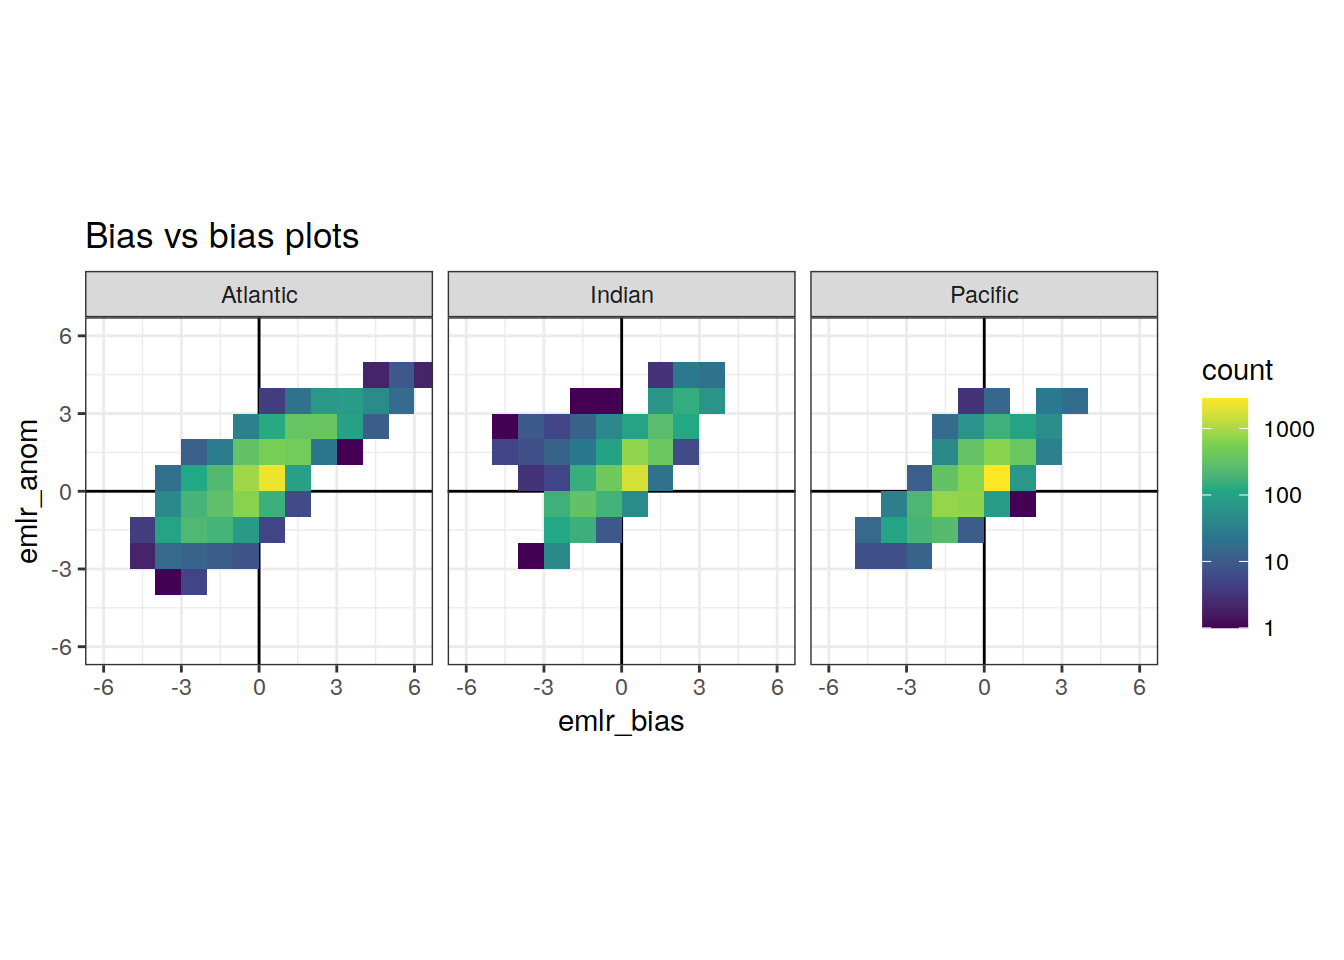 Bias vs bias plots
Atlantic Indian Pacific
6
3
0
-3
-6
emlr_anom
-6 -3 0 3 6 -6 -3 0 3 6 -6 -3 0 3 6
emlr_bias
count
1000
100
10
1